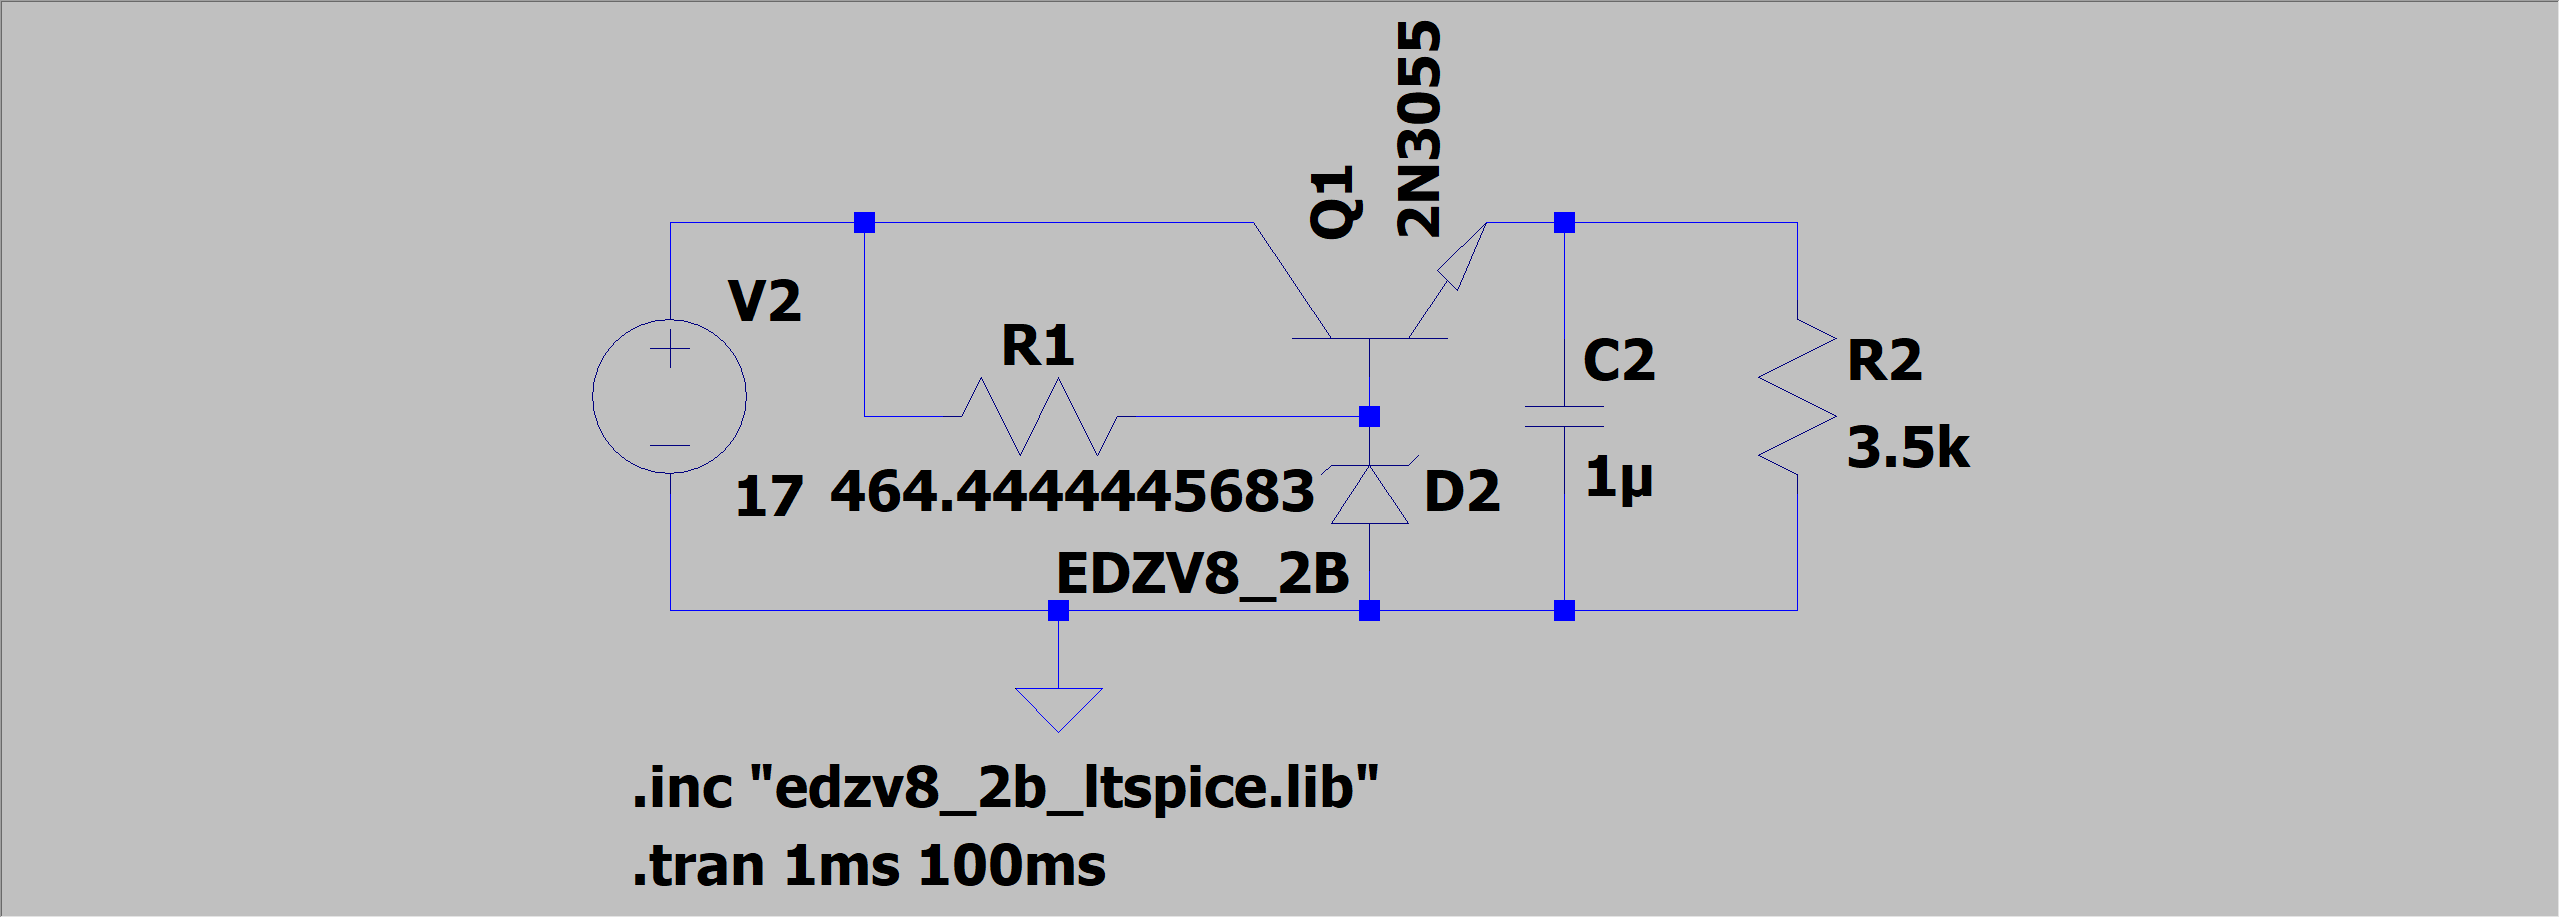 Q1
2N3055
V2
17
R1
464.4444445683
D2
EDZV8_2B
C2
1µ
R2
3.5k
.inc "edzv8_2b_ltspice.lib"
.tran 1ms 100ms